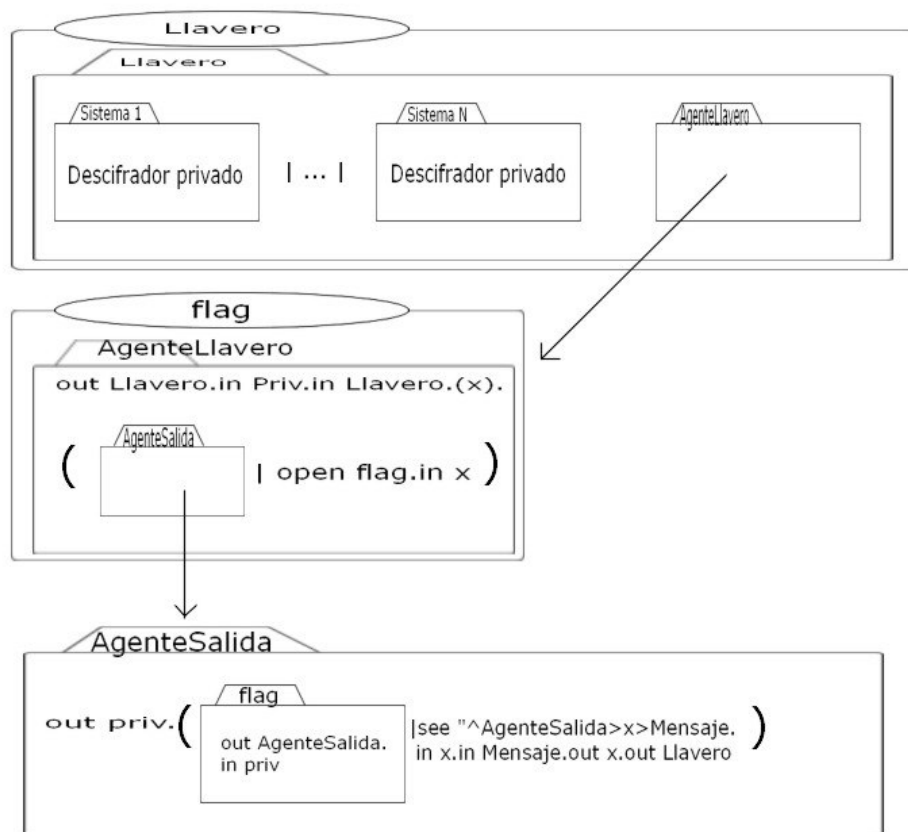 Llavero
Llavero
Sistema 1
Sistema N
AgenteLlavero
Descifrador privado
| ... |
Descifrador privado
flag
AgenteLlavero
out Llavero.in Priv.in Llavero.(x).
( AgenteSalida
| open flag.in x )
AgenteSalida
out priv.(
flag
out AgenteSalida.
in priv
|see "^AgenteSalida>x>Mensaje.
in x.in Mensaje.out x.out Llavero )